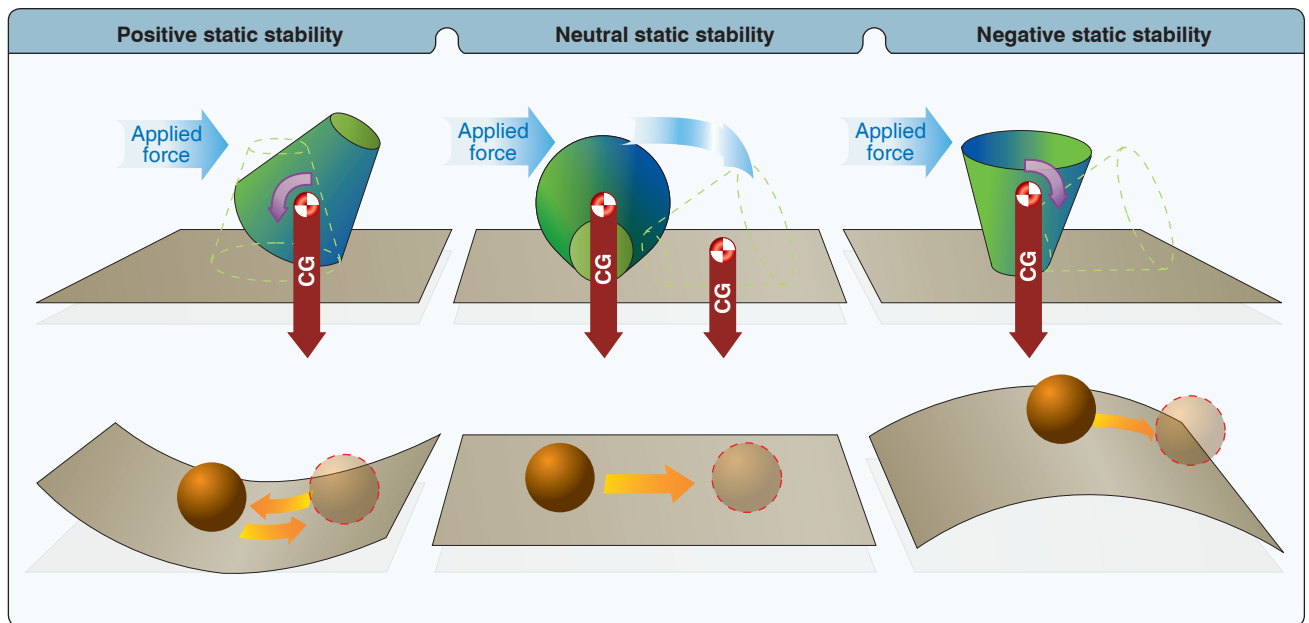 Positive static stability
Neutral static stability
Negative static stability
Applied
force
Applied
force
Applied
force
CG
CG
CG
CG